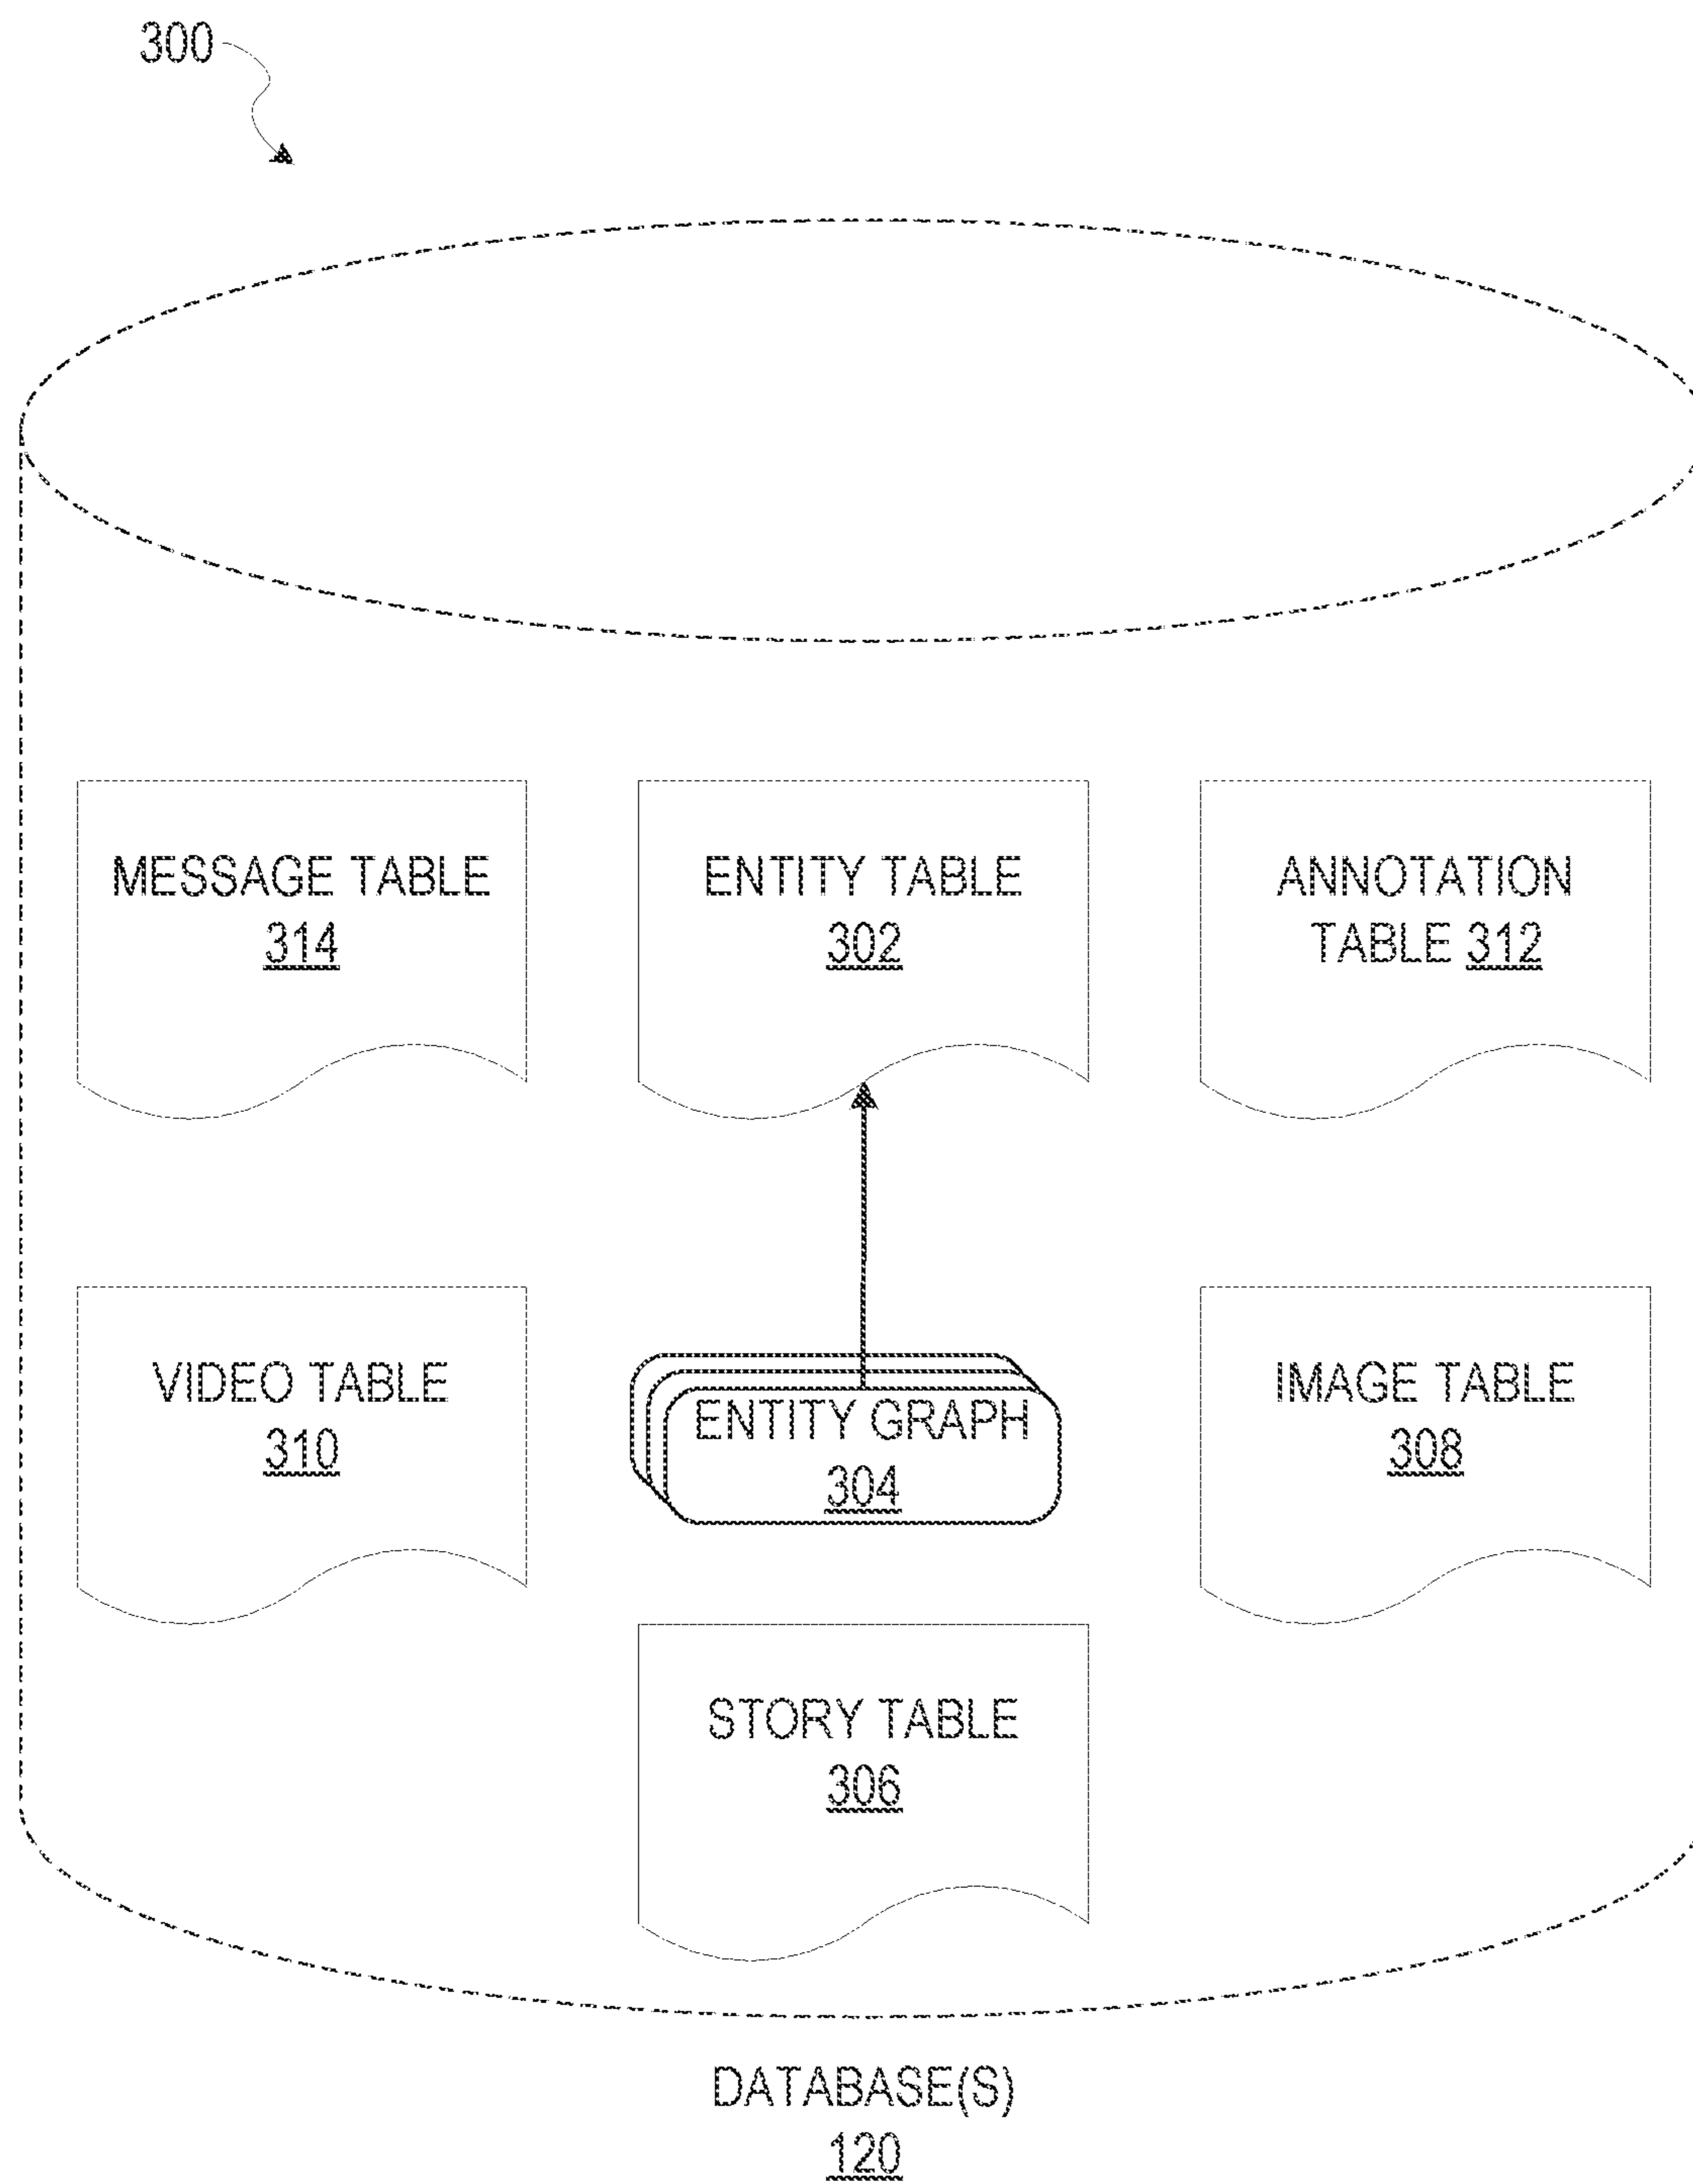 300
MESSAGE TABLE
314
ENTITY TABLE
302
ANNOTATION
TABLE 312
VIDEO TABLE
310
ENTITY GRAPH
304
IMAGE TABLE
308
STORY TABLE
306
DATABASE(S)
120